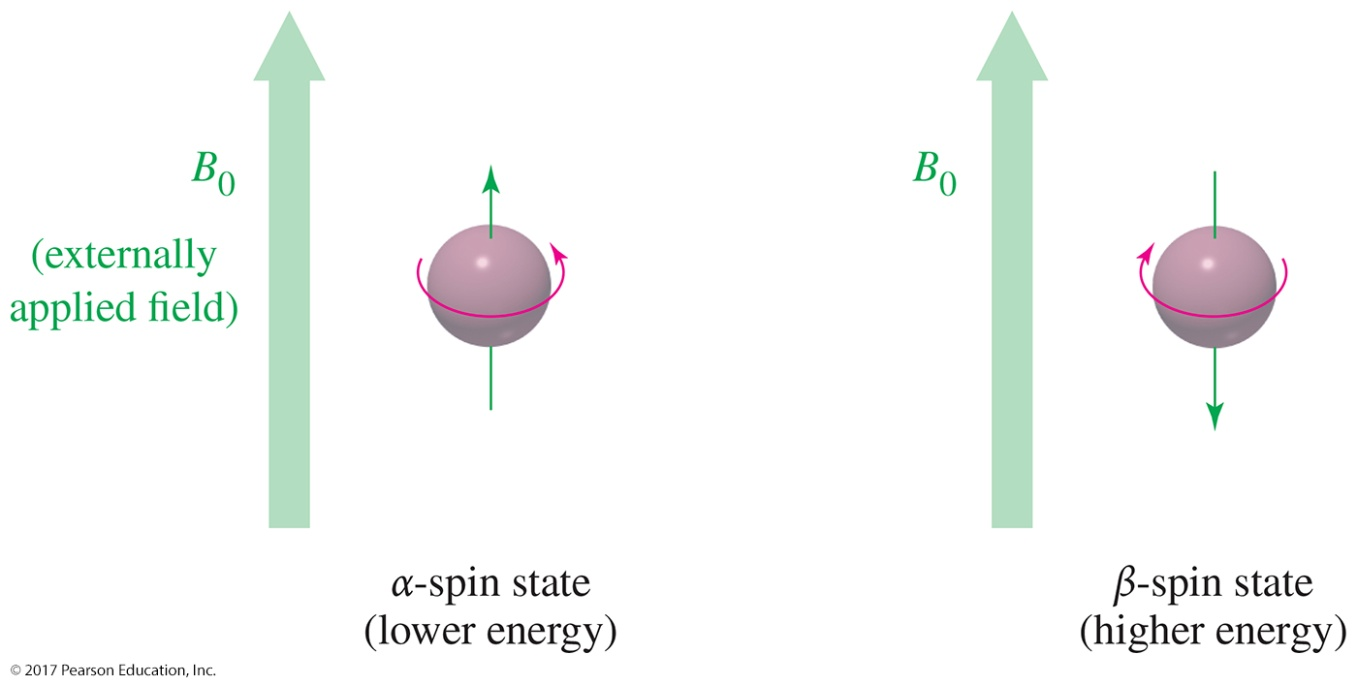 B₀
(externally
applied field)
B₀
α-spin state
(lower energy)
β-spin state
(higher energy)
© 2017 Pearson Education, Inc.